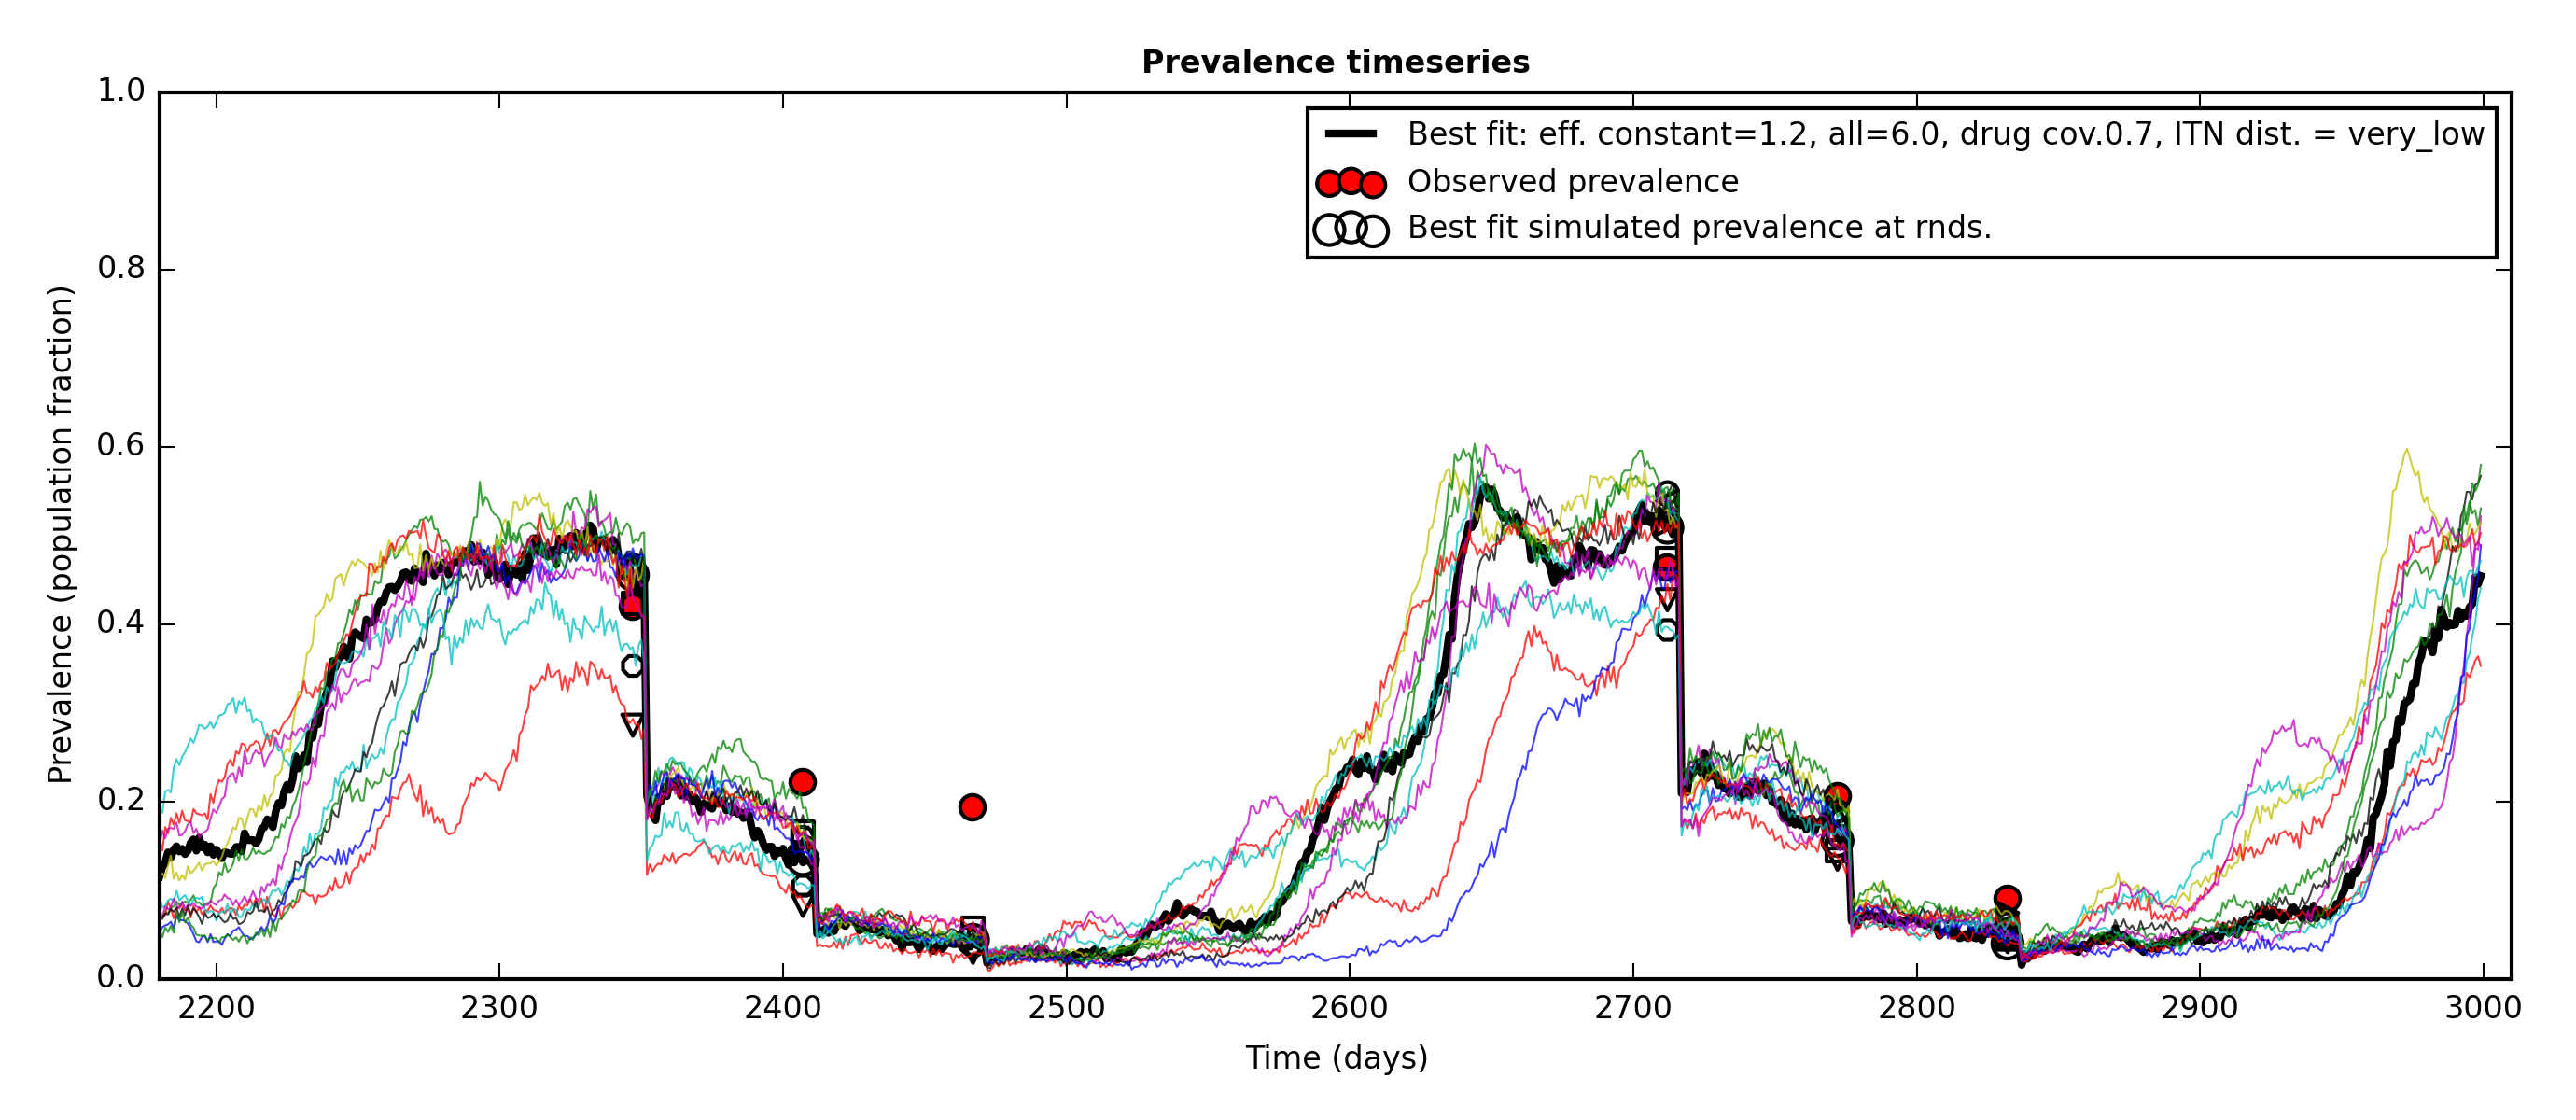 Prevalence timeseries
Best fit: eff. constant=1.2, all=6.0, drug cov.0.7, ITN dist. = very_low
Observed prevalence
Best fit simulated prevalence at rnds.
Prevalence (population fraction)
1.0
0.8
0.6
0.4
0.2
0.0
2200 2300 2400 2500 2600 2700 2800 2900 3000
Time (days)